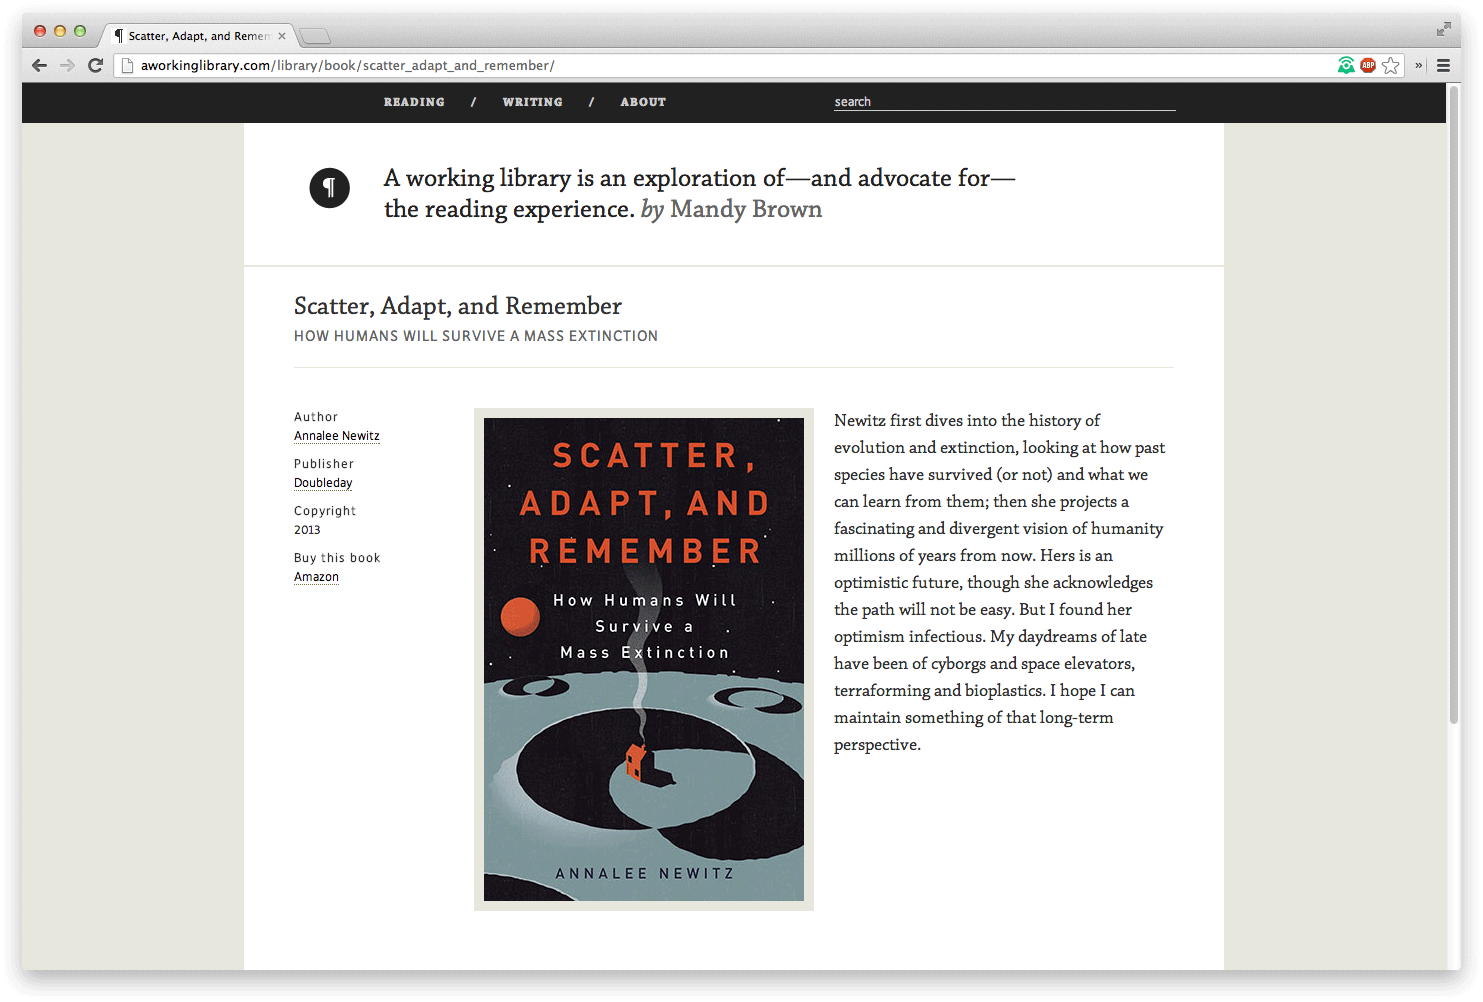 Scatter, Adapt, and Remem
aworkinglibrary.com/library/book/scatter_adapt_and_remember/
ABP
»
READING / WRITING / ABOUT
search
¶
A working library is an exploration of—and advocate for—
the reading experience. by Mandy Brown
Scatter, Adapt, and Remember
HOW HUMANS WILL SURVIVE A MASS EXTINCTION
Author
Annalee Newitz
Publisher
Doubleday
Copyright
2013
Buy this book
Amazon
SCATTER,
ADAPT, AND
REMEMBER
How Humans Will
Survive a
Mass Extinction
ANNALEE NEWITZ
Newitz first dives into the history of
evolution and extinction, looking at how past
species have survived (or not) and what we
can learn from them; then she projects a
fascinating and divergent vision of humanity
millions of years from now. Hers is an
optimistic future, though she acknowledges
the path will not be easy. But I found her
optimism infectious. My daydreams of late
have been of cyborgs and space elevators,
terraforming and bioplastics. I hope I can
maintain something of that long-term
perspective.